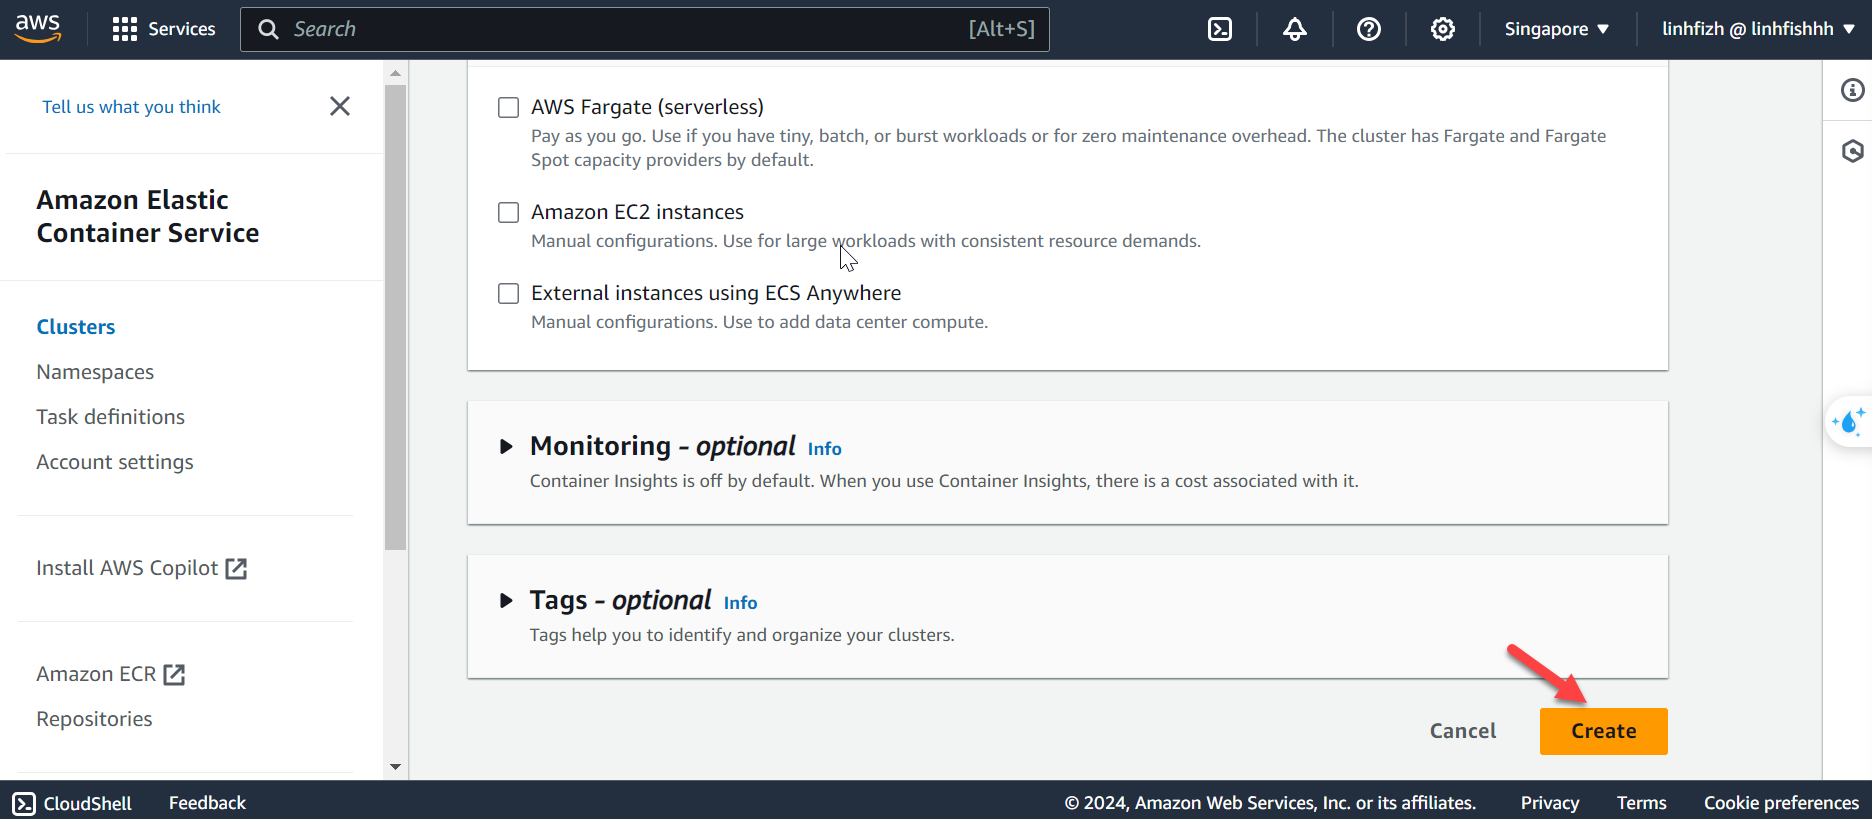 aws
Services
Search
[Alt+S]
Singapore
linhfizh @ linhfishhh
Tell us what you think
Amazon Elastic
Container Service
Clusters
Namespaces
Task definitions
Account settings
Install AWS Copilot
Amazon ECR
Repositories
AWS Fargate (serverless)
Pay as you go. Use if you have tiny, batch, or burst workloads or for zero maintenance overhead. The cluster has Fargate and Fargate
Spot capacity providers by default.
Amazon EC2 instances
Manual configurations. Use for large workloads with consistent resource demands.
External instances using ECS Anywhere
Manual configurations. Use to add data center compute.
Monitoring - optional Info
Container Insights is off by default. When you use Container Insights, there is a cost associated with it.
Tags - optional Info
Tags help you to identify and organize your clusters.
Cancel
Create
CloudShell
Feedback
© 2024, Amazon Web Services, Inc. or its affiliates.
Privacy
Terms
Cookie preferences